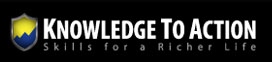 KNOWLEDGE TO ACTION
Skills for a Richer Life